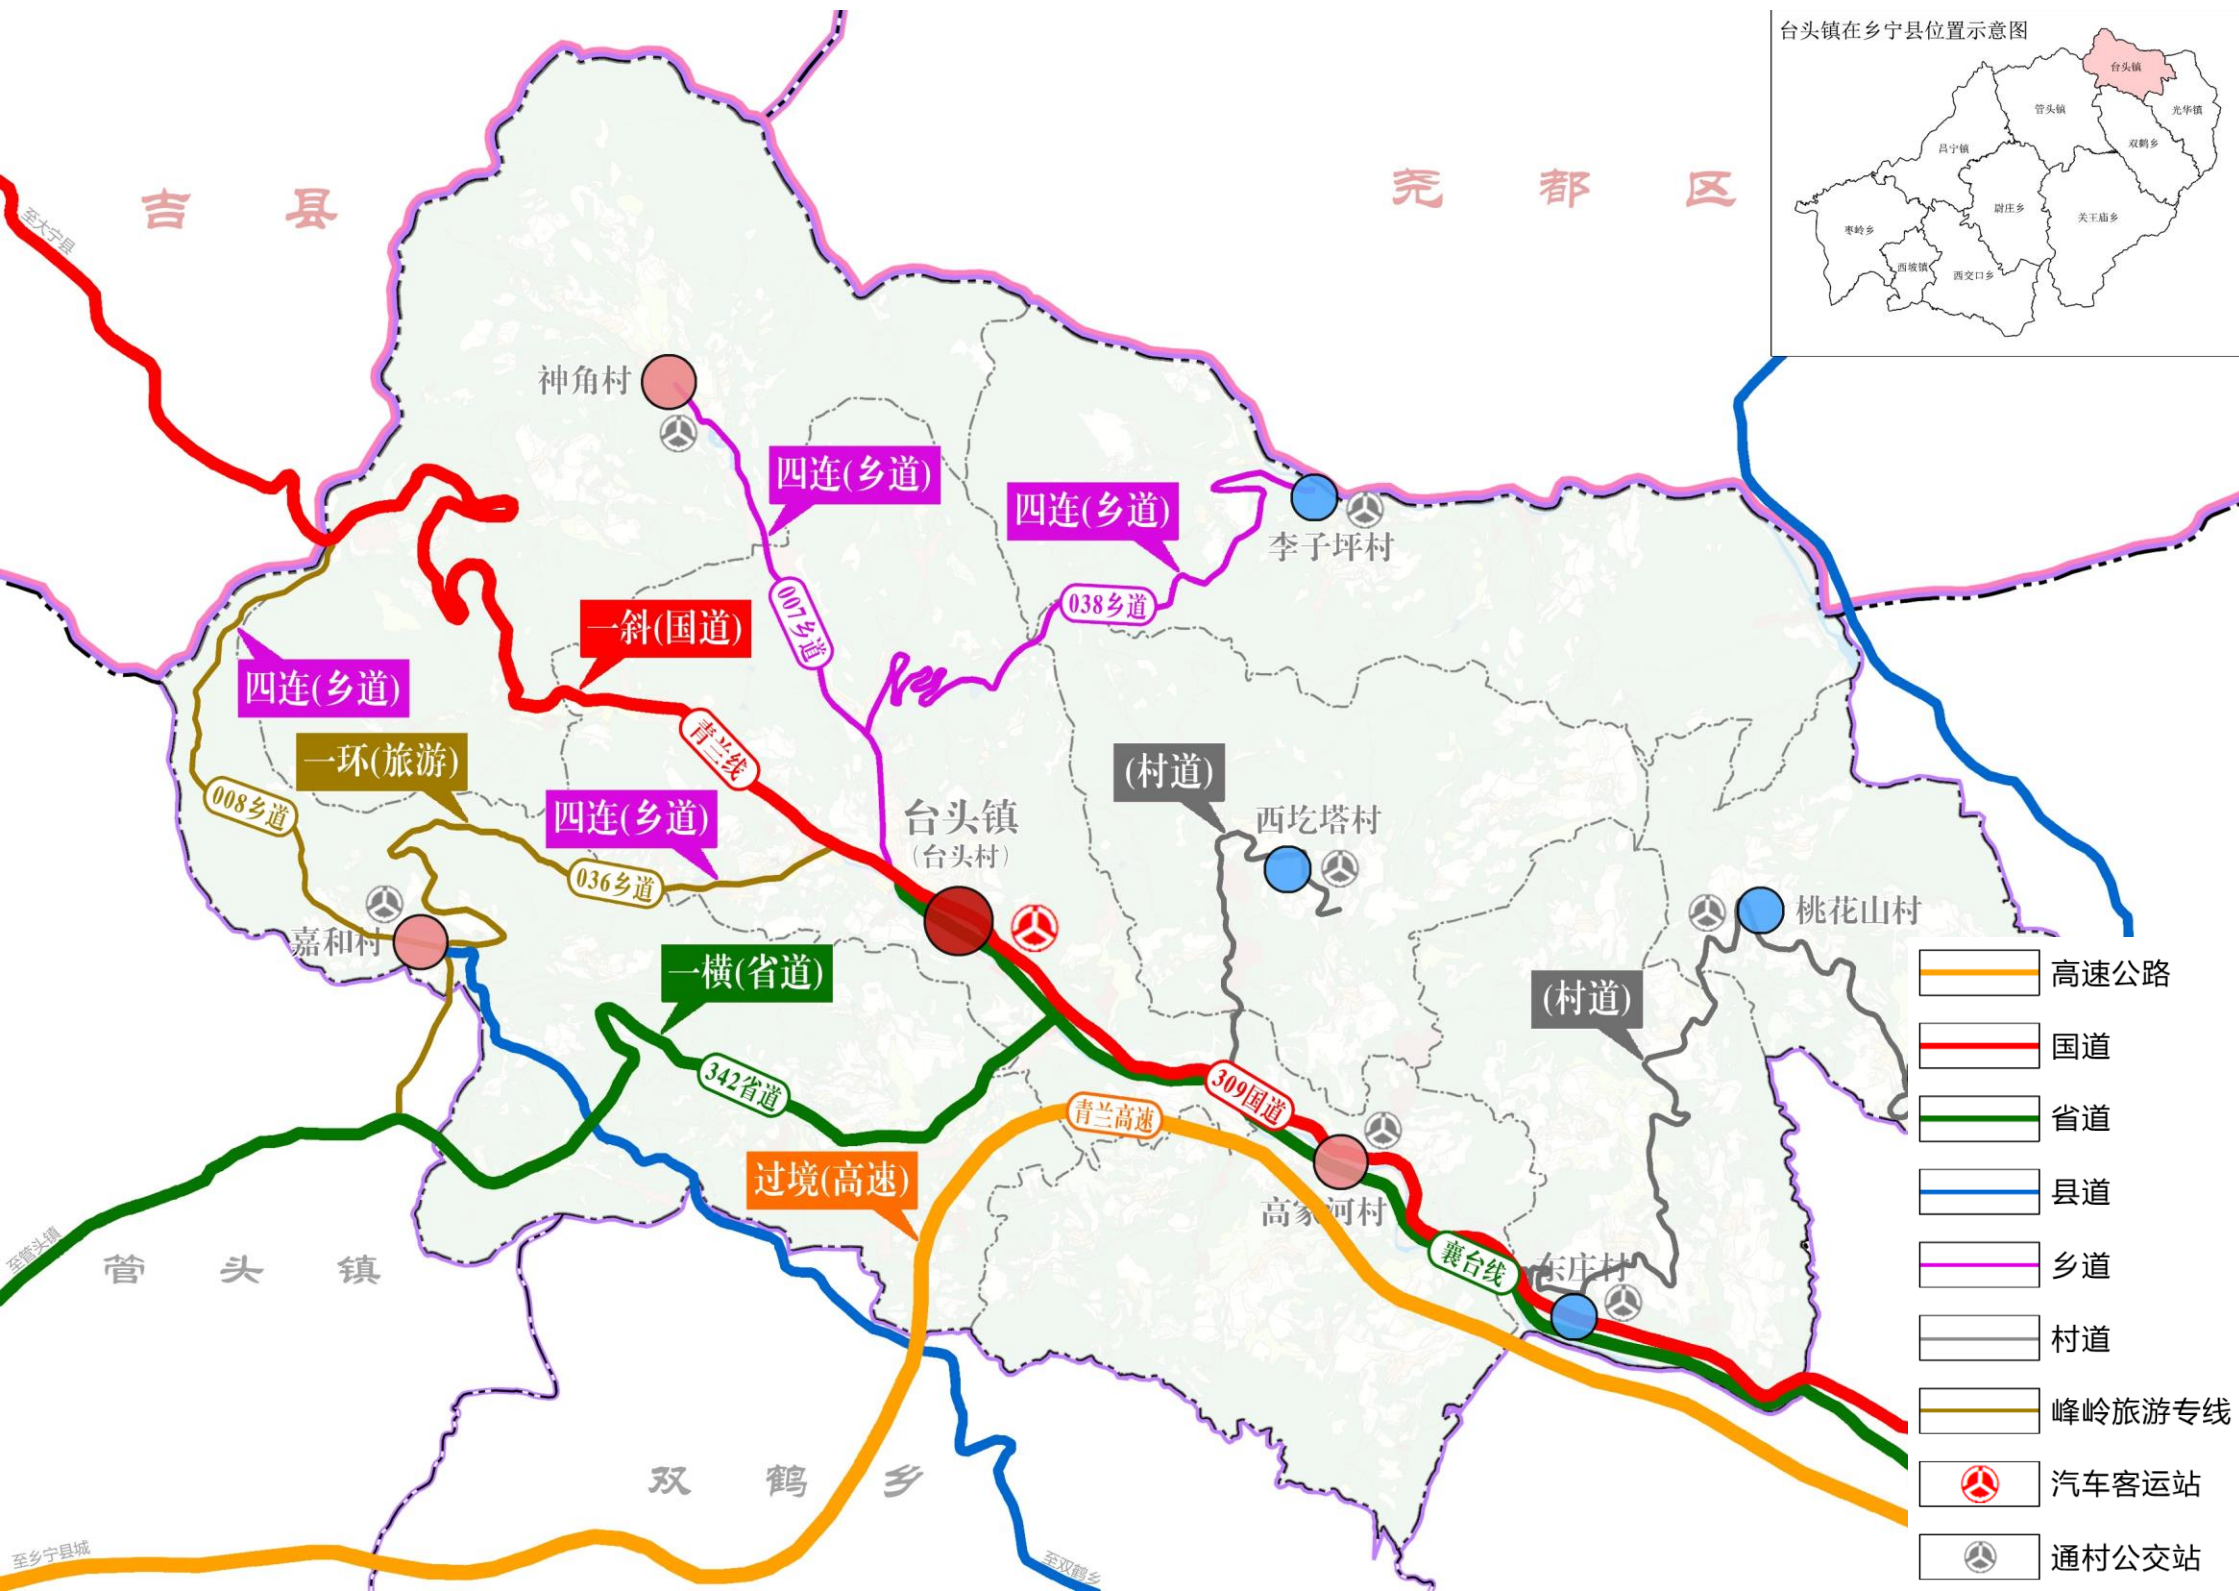 台头镇在乡宁县位置示意图
台头镇
管头镇
光华镇
双鹤乡
昌宁镇
尉庄乡
关王庙乡
枣岭乡
西坡镇
西交口乡
吉县
尧都区
至大宁县
神角村
四连(乡道)
四连(乡道)
李子坪村
007乡道
038乡道
一斜(国道)
四连(乡道)
青兰线
一环(旅游)
008乡道
四连(乡道)
036乡道
台头镇
(台头村)
(村道)
西圪塔村
桃花山村
嘉和村
一横(省道)
(村道)
342省道
309国道
青兰高速
过境(高速)
高家河村
襄台线
东庄村
至管头镇
管头镇
双鹤乡
至乡宁县城
至双鹤乡
高速公路
国道
省道
县道
乡道
村道
峰岭旅游专线
汽车客运站
通村公交站